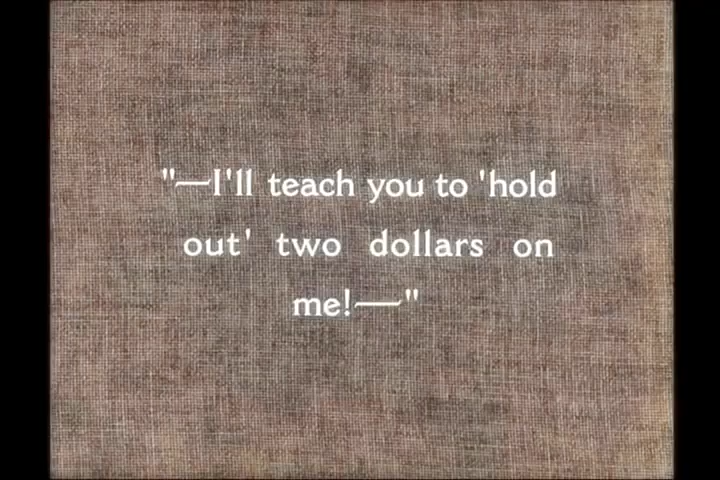 "—I'll teach you to 'hold
out' two dollars on
me!—"